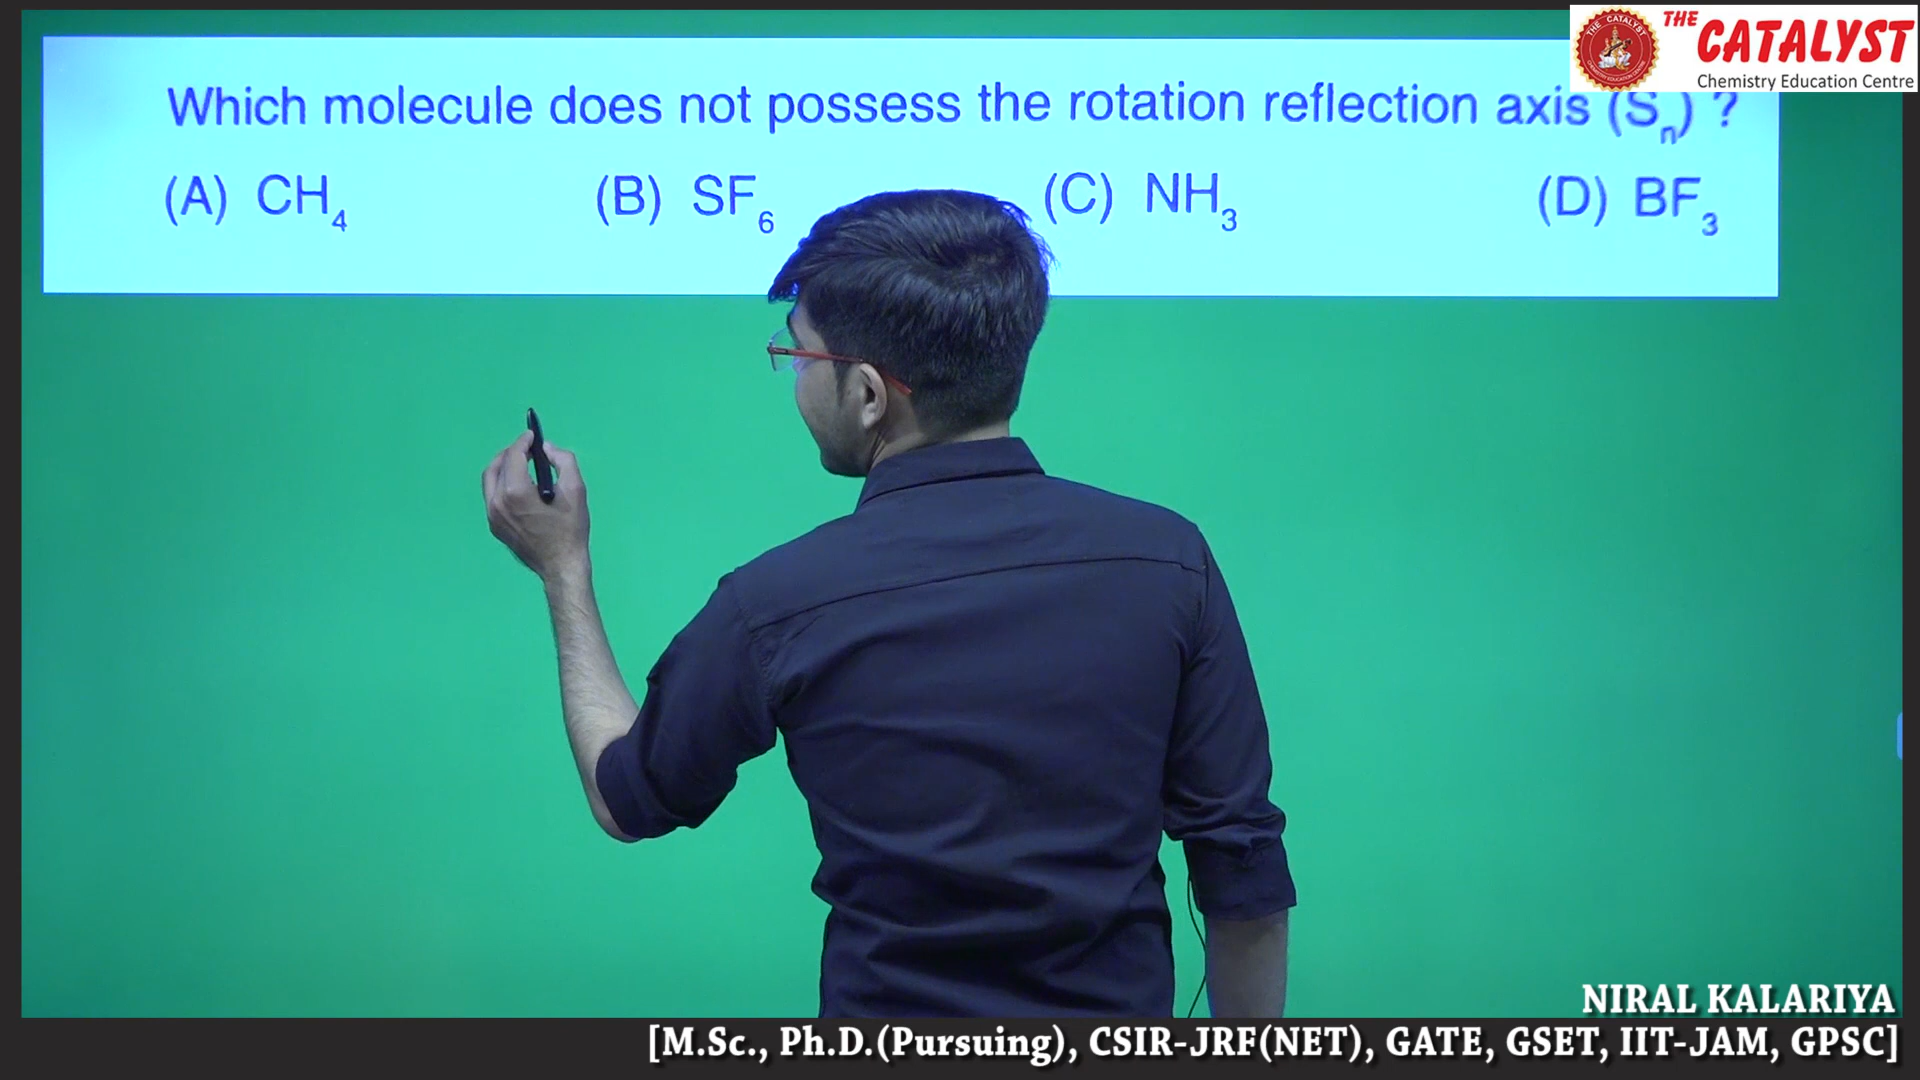 THE CATALYST
Chemistry Education Centre
Which molecule does not possess the rotation reflection axis (Sₙ) ?
(A) CH₄ (B) SF₆ (C) NH₃ (D) BF₃
NIRAL KALARIYA
[M.Sc., Ph.D.(Pursuing), CSIR-JRF(NET), GATE, GSET, IIT-JAM, GPSC]